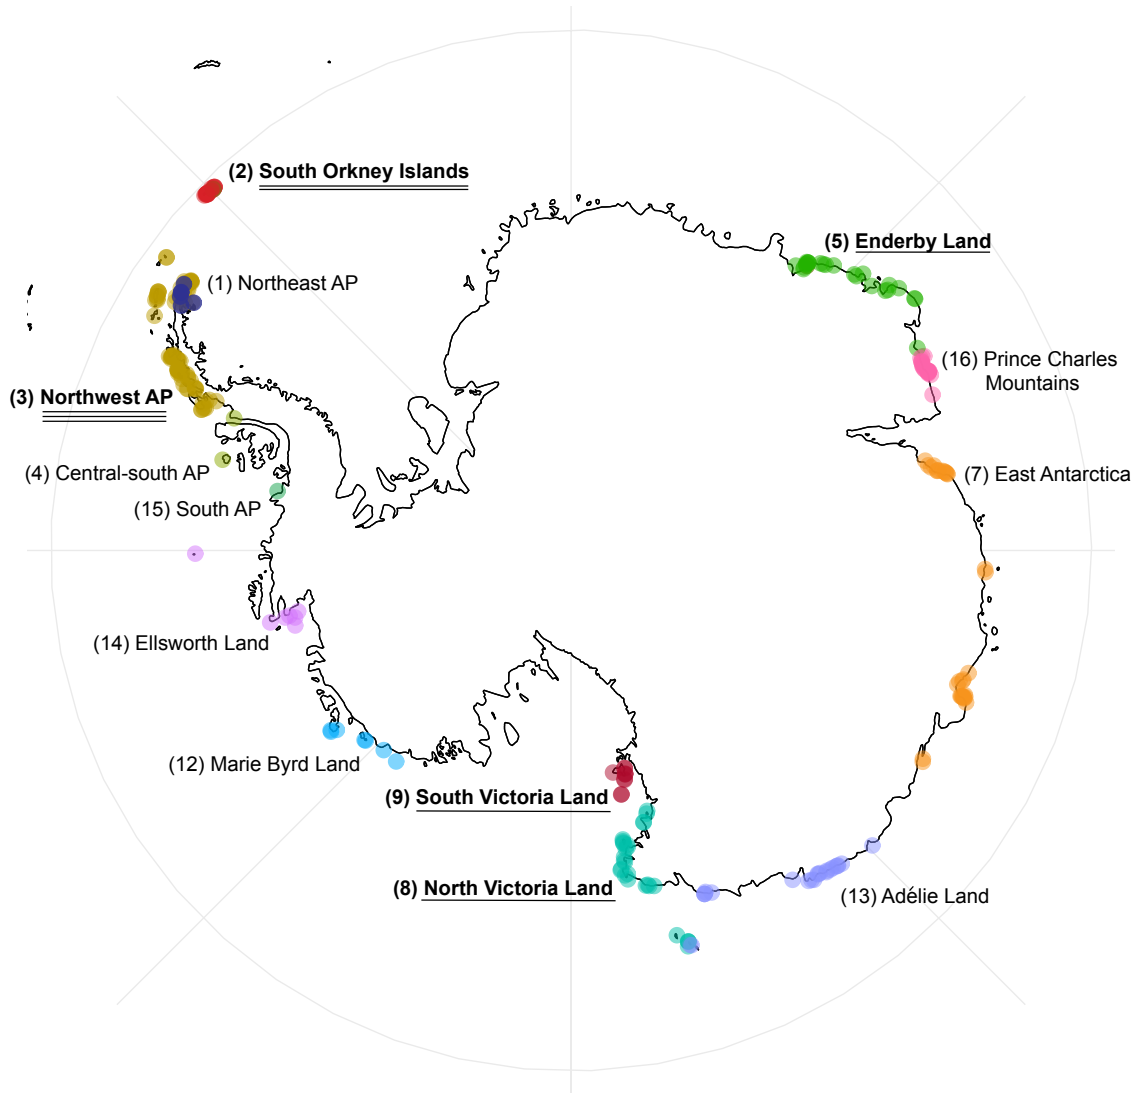 (2) South Orkney Islands
(5) Enderby Land
(1) Northeast AP
(16) Prince Charles
Mountains
(3) Northwest AP
(4) Central-south AP
(7) East Antarctica
(15) South AP
(14) Ellsworth Land
(12) Marie Byrd Land
(9) South Victoria Land
(8) North Victoria Land
(13) Adélie Land